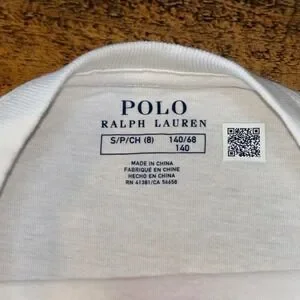 POLO
RALPH LAUREN
S/P/CH (8) 140/68
140
MADE IN CHINA
FABRIQUÉ EN CHINE
HECHO EN CHINA
RN 41381/CA 56658